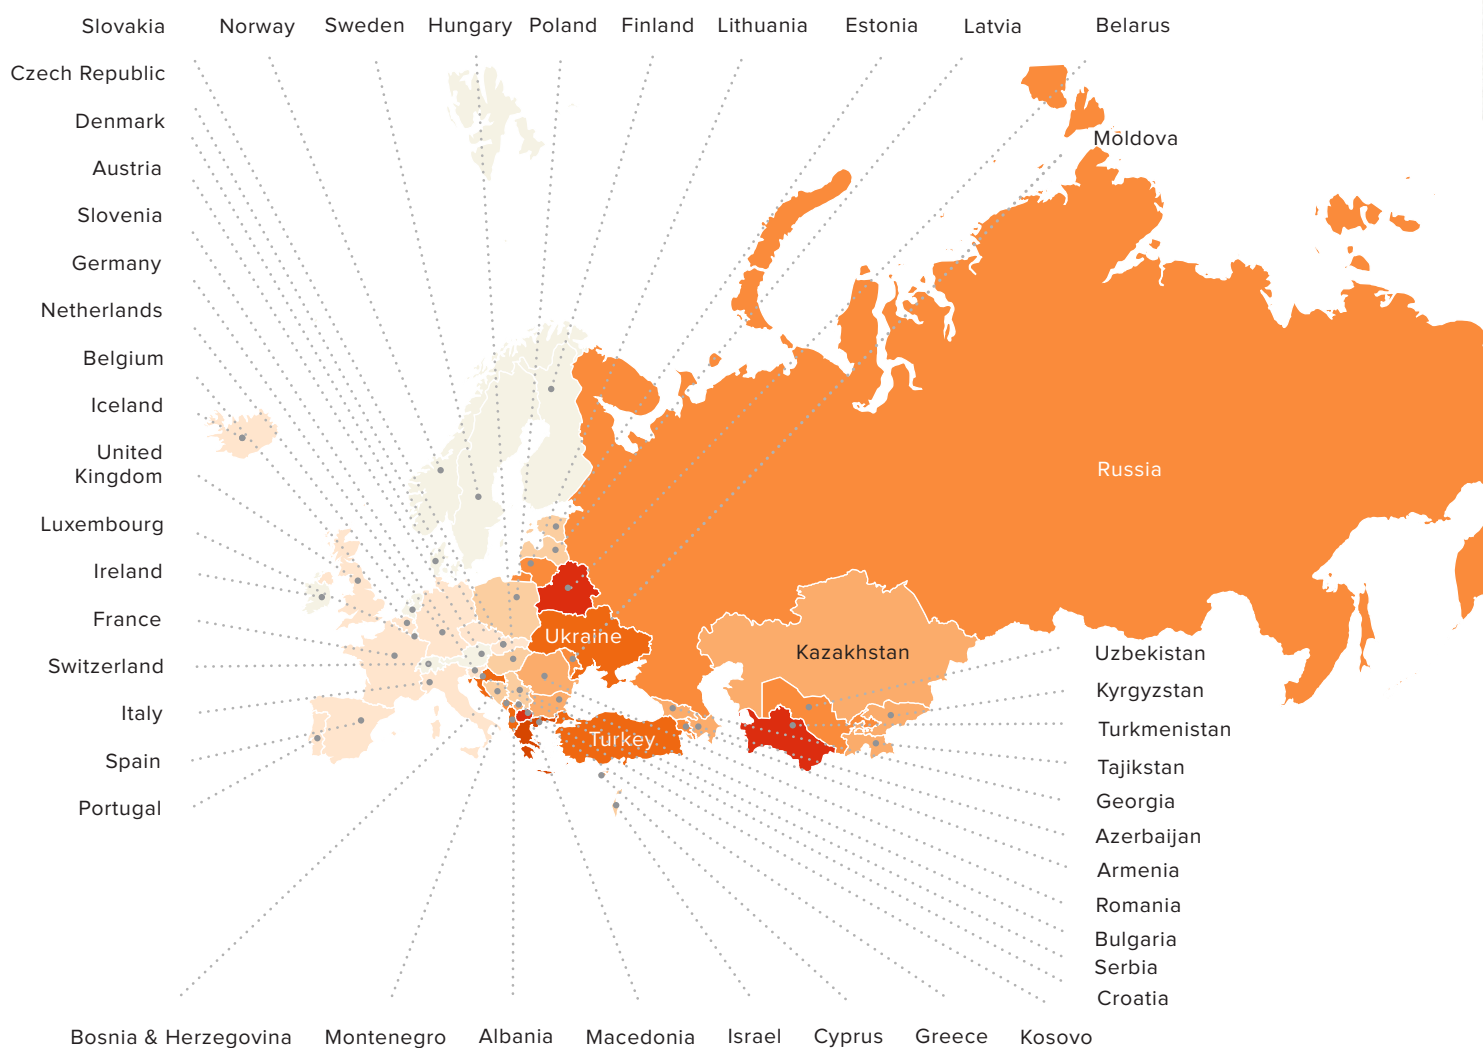 Slovakia
Norway
Sweden
Hungary
Poland
Finland
Lithuania
Estonia
Latvia
Belarus
Czech Republic
Denmark
Moldova
Austria
Slovenia
Germany
Netherlands
Belgium
Iceland
United
Kingdom
Russia
Luxembourg
Ireland
France
Ukraine
Kazakhstan
Uzbekistan
Switzerland
Kyrgyzstan
Italy
Turkey
Turkmenistan
Spain
Tajikstan
Portugal
Georgia
Azerbaijan
Armenia
Romania
Bulgaria
Serbia
Croatia
Bosnia & Herzegovina
Montenegro
Albania
Macedonia
Israel
Cyprus
Greece
Kosovo